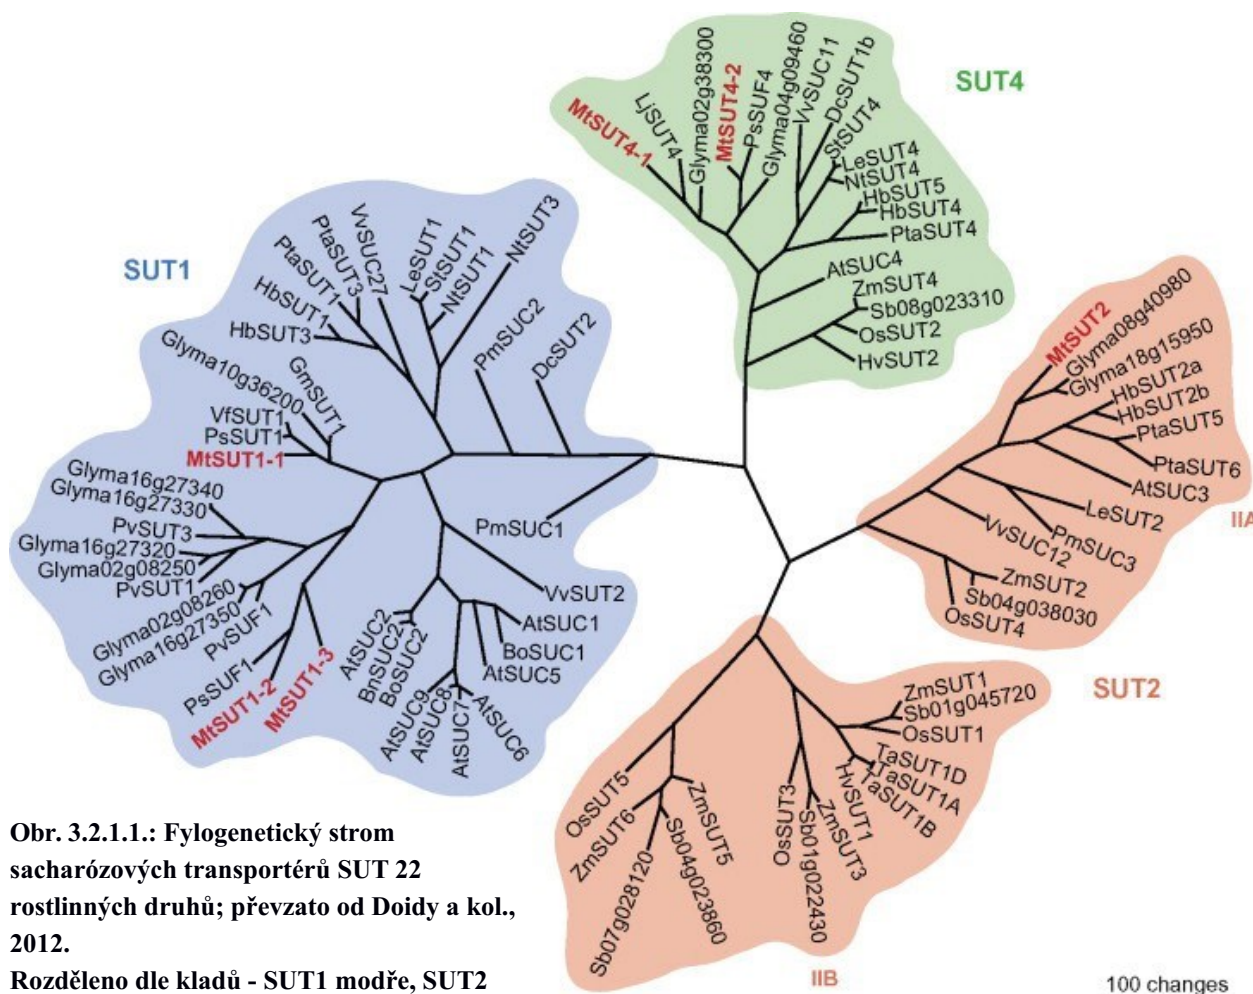 SUT4
MtSUT4-1
LjSUT4
Glyma02g38300
MtSUT4-2
PsSUF4
Glyma04g09460
VvSUC11
DcSUT1b
StSUT4
LeSUT4
NtSUT4
HbSUT5
HbSUT4
PtaSUT4
AtSUC4
ZmSUT4
Sb08g023310
OsSUT2
HvSUT2
SUT1
HbSUT3
HbSUT1
PtaSUT1
PtaSUT3
VvSUC27
LeSUT1
StSUT1
NtSUT1
NtSUT3
PmSUC2
DcSUT2
PmSUC1
Glyma10g36200
GmSUT1
VfSUT1
PsSUT1
MtSUT1-1
Glyma16g27340
Glyma16g27330
PvSUT3
Glyma16g27320
Glyma02g08250
PvSUT1
Glyma02g08260
Glyma16g27350
PvSUF1
PsSUF1
MtSUT1-2
MtSUT1-3
AtSUC2
BnSUC2
BoSUC2
AtSUC9
AtSUC8
AtSUC7
AtSUC6
AtSUC5
BoSUC1
AtSUC1
VvSUT2
MtSUT2
Glyma08g40980
Glyma18g15950
HbSUT2a
HbSUT2b
PtaSUT5
PtaSUT6
AtSUC3
LeSUT2
PmSUC3
VvSUC12
ZmSUT2
Sb04g038030
OsSUT4
IIA
SUT2
ZmSUT1
Sb01g045720
OsSUT1
TaSUT1D
TaSUT1A
TaSUT1B
HvSUT1
ZmSUT3
Sb01g022430
OsSUT3
ZmSUT5
Sb04g023860
Sb07g028120
ZmSUT6
OsSUT5
IIB
100 changes
Obr. 3.2.1.1.: Fylogenetický strom
sacharózových transportérů SUT 22
rostlinných druhů; převzato od Doidy a kol.,
2012.
Rozděleno dle kladů - SUT1 modře, SUT2